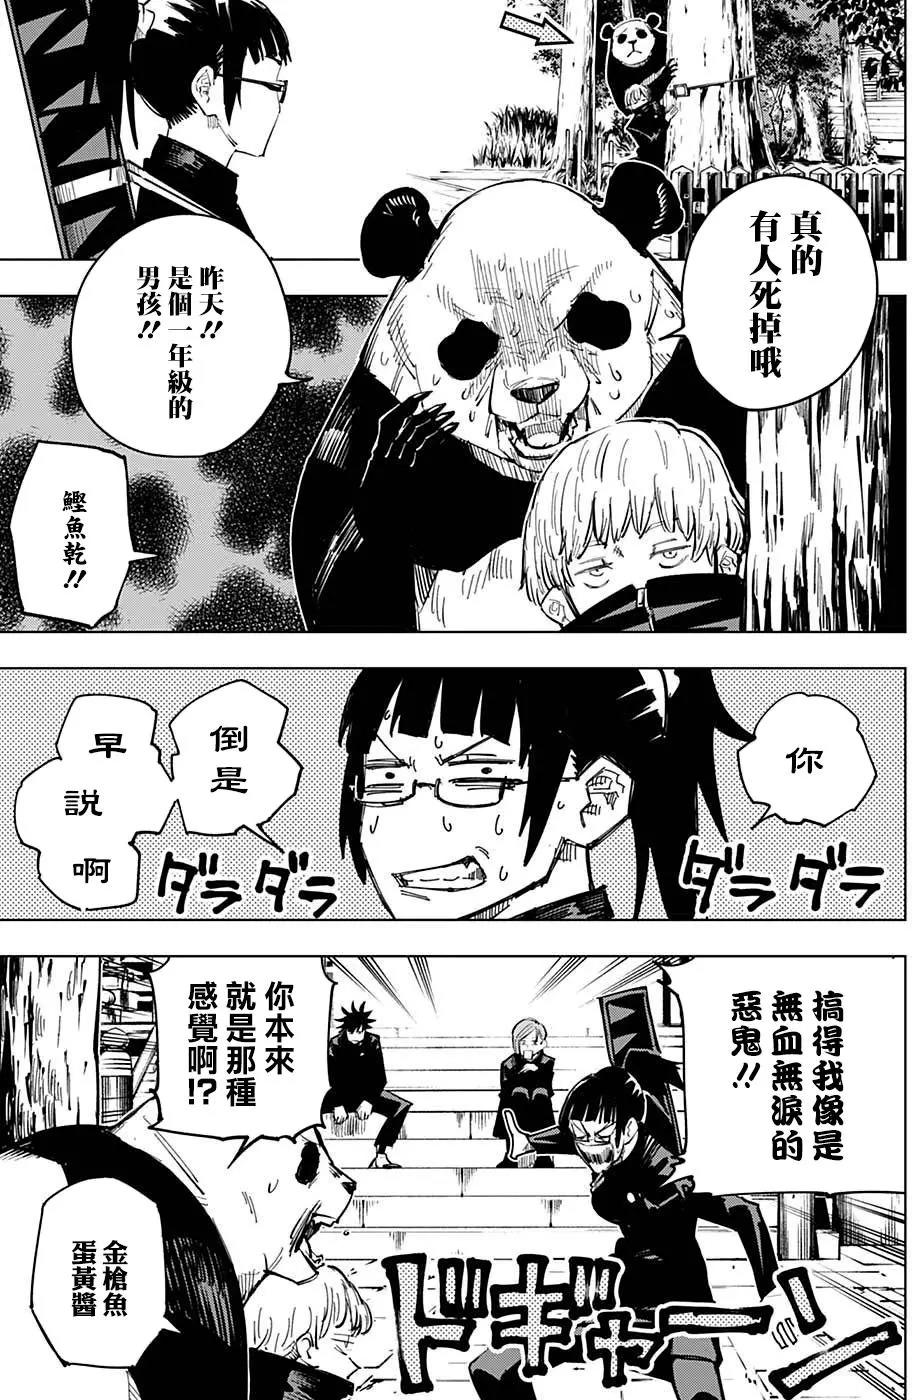 真的
有人死掉哦
昨天!!
是個一年級的
男孩!!
鰹魚乾!!
你
倒是
早
説
啊
ダラダラ
ダラダラ
搞得我像是
無血無淚的
惡鬼!!
你本來
就是那種
感覺啊!?
金槍魚
蛋黃醬
ドギャーン